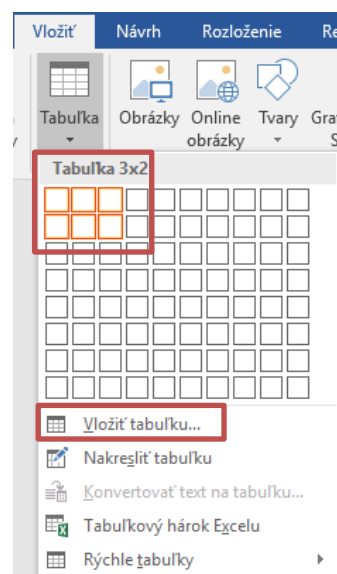 Vložiť Návrh Rozloženie
Tabuľka Obrázky Online obrázky Tvary
Tabuľka 3x2
Vložiť tabuľku...
Nakresliť tabuľku
Konvertovať text na tabuľku...
Tabuľkový hárok Excelu
Rýchle tabuľky